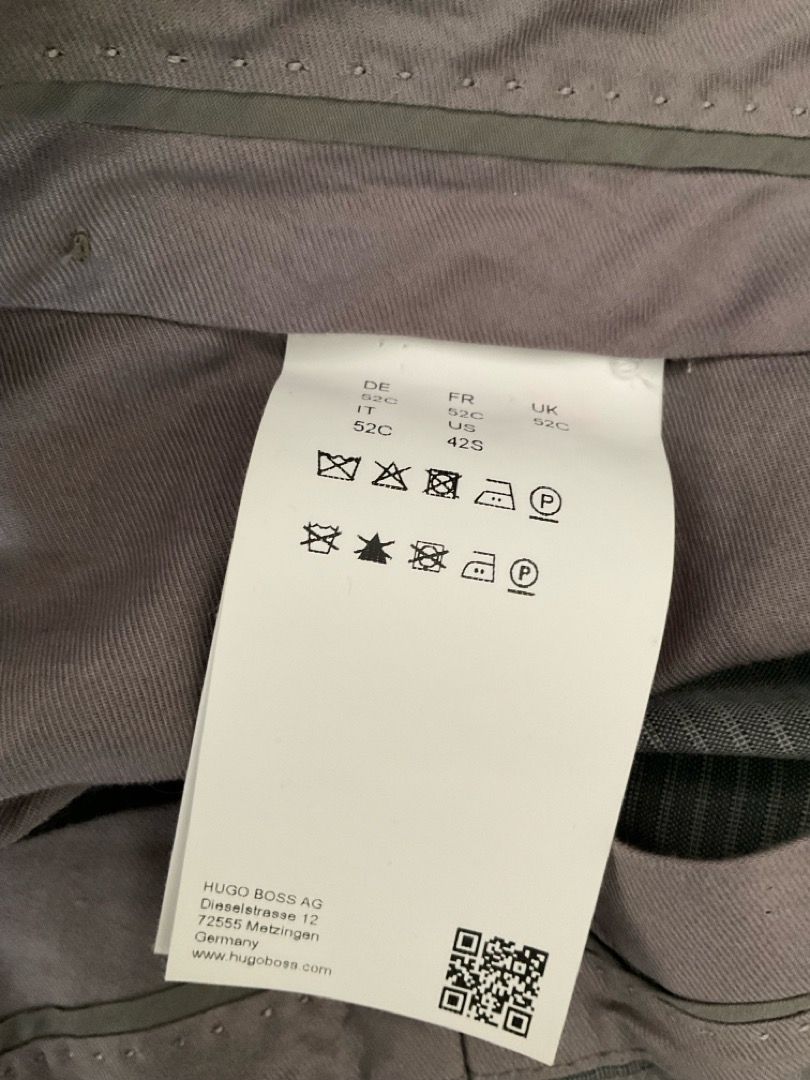 DE FR UK
52C 52C 52C
IT US
52C 42S
P
P
HUGO BOSS AG
Dieselstrasse 12
72555 Metzingen
Germany
www.hugoboss.com